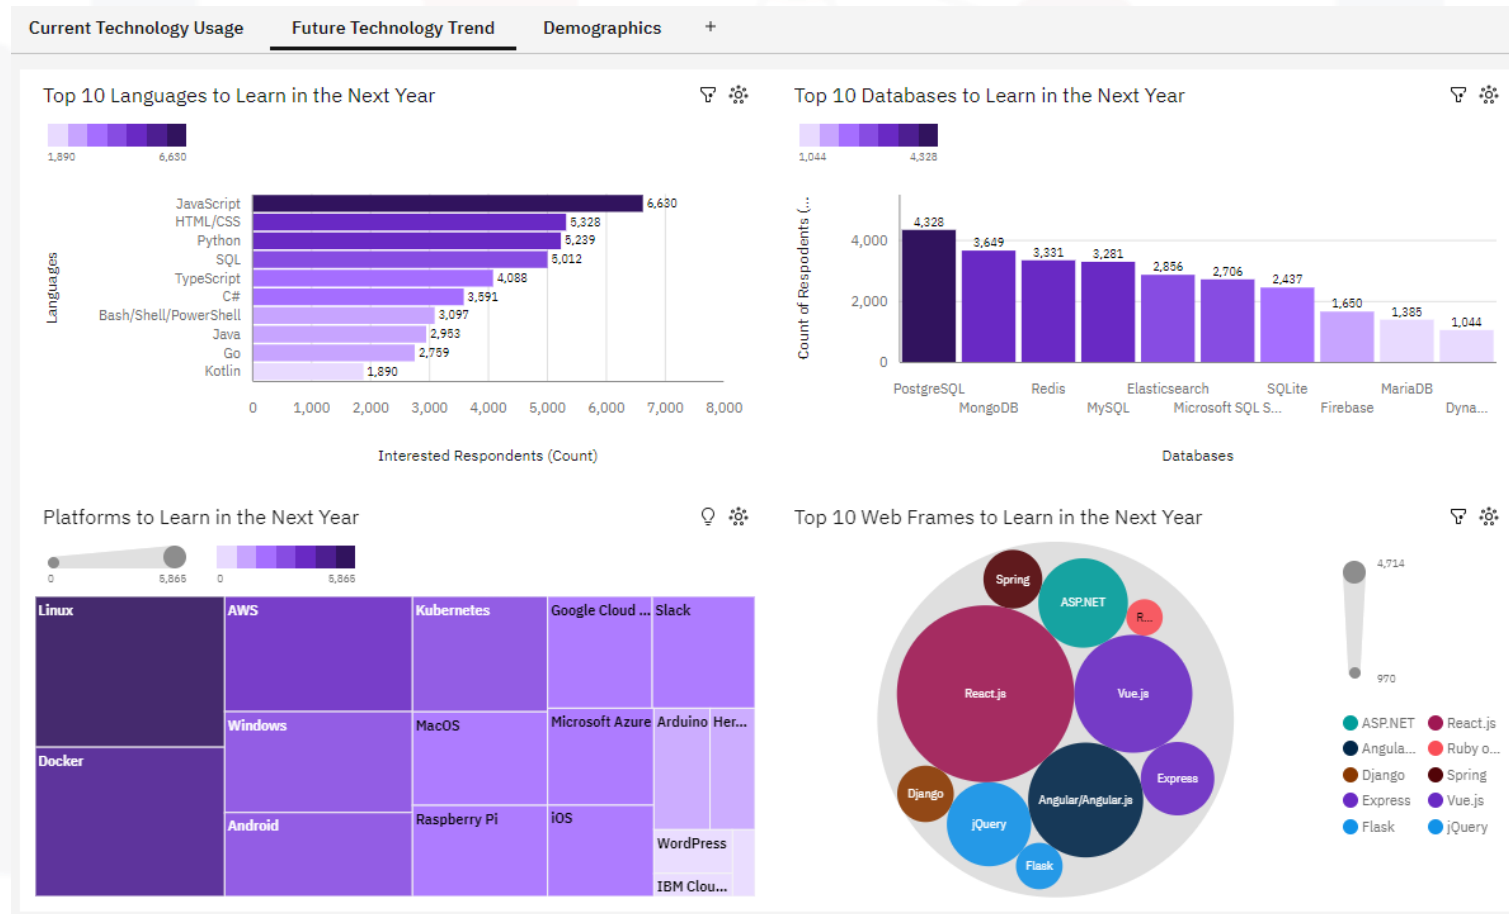 Current Technology Usage Future Technology Trend Demographics +
Top 10 Languages to Learn in the Next Year
1,890 6,630
Languages
JavaScript 6,630
HTML/CSS 5,328
Python 5,239
SQL 5,012
TypeScript 4,088
C# 3,591
Bash/Shell/PowerShell 3,097
Java 2,953
Go 2,759
Kotlin 1,890
0 1,000 2,000 3,000 4,000 5,000 6,000 7,000 8,000
Interested Respondents (Count)
Top 10 Databases to Learn in the Next Year
1,044 4,328
Count of Respodents (...
4,000
2,000
0
4,328 3,649 3,331 3,281 2,856 2,706 2,437 1,650 1,385 1,044
PostgreSQL Redis Elasticsearch SQLite MariaDB
MongoDB MySQL Microsoft SQL S... Firebase Dyna...
Databases
Platforms to Learn in the Next Year
0 5,865 0 5,865
Linux AWS Kubernetes Google Cloud ... Slack
Windows MacOS Microsoft Azure Arduino Her...
Docker
Android Raspberry Pi iOS
WordPress
IBM Clou...
Top 10 Web Frames to Learn in the Next Year
Spring
ASP.NET
R...
React.js
Vue.js
Express
Django
Angular/Angular.js
jQuery
Flask
4,714
970
ASP.NET React.js
Angula... Ruby o...
Django Spring
Express Vue.js
Flask jQuery